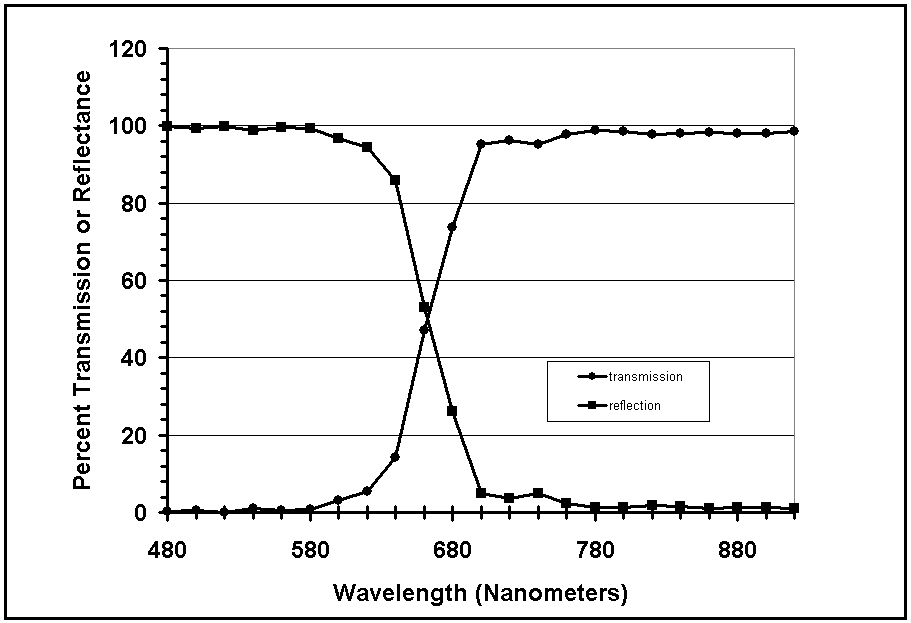 120
100
80
60
40
20
0
Percent Transmission or Reflectance
transmission
reflection
480 580 680 780 880
Wavelength (Nanometers)